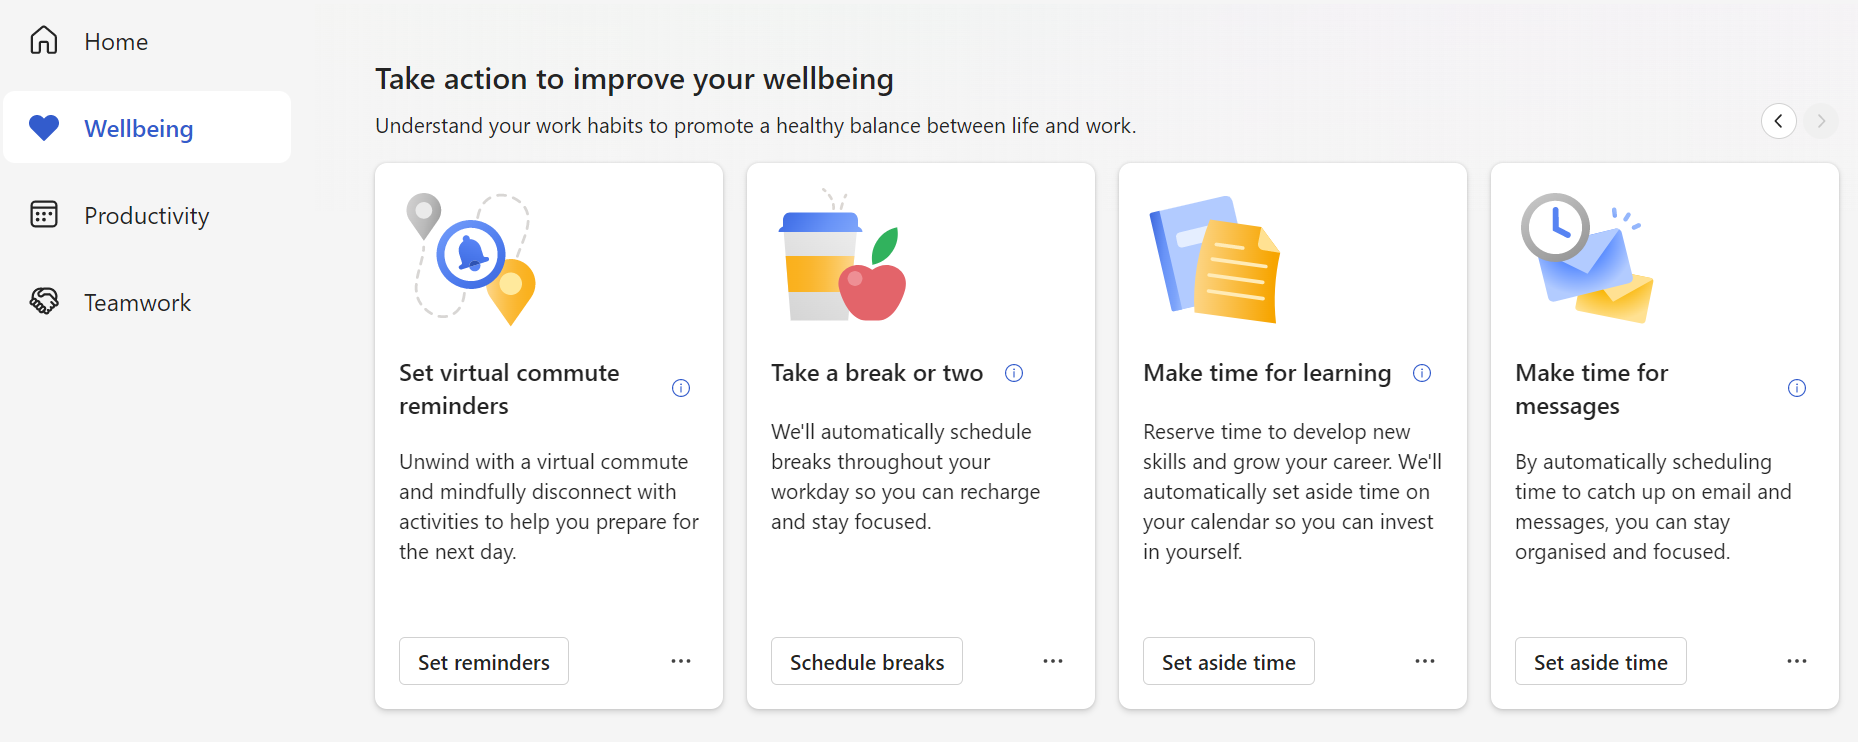 Home
Wellbeing
Productivity
Teamwork
Take action to improve your wellbeing
Understand your work habits to promote a healthy balance between life and work.
Set virtual commute
reminders
Unwind with a virtual commute
and mindfully disconnect with
activities to help you prepare for
the next day.
Set reminders
Take a break or two
We'll automatically schedule
breaks throughout your
workday so you can recharge
and stay focused.
Schedule breaks
Make time for learning
Reserve time to develop new
skills and grow your career. We'll
automatically set aside time on
your calendar so you can invest
in yourself.
Set aside time
Make time for
messages
By automatically scheduling
time to catch up on email and
messages, you can stay
organised and focused.
Set aside time